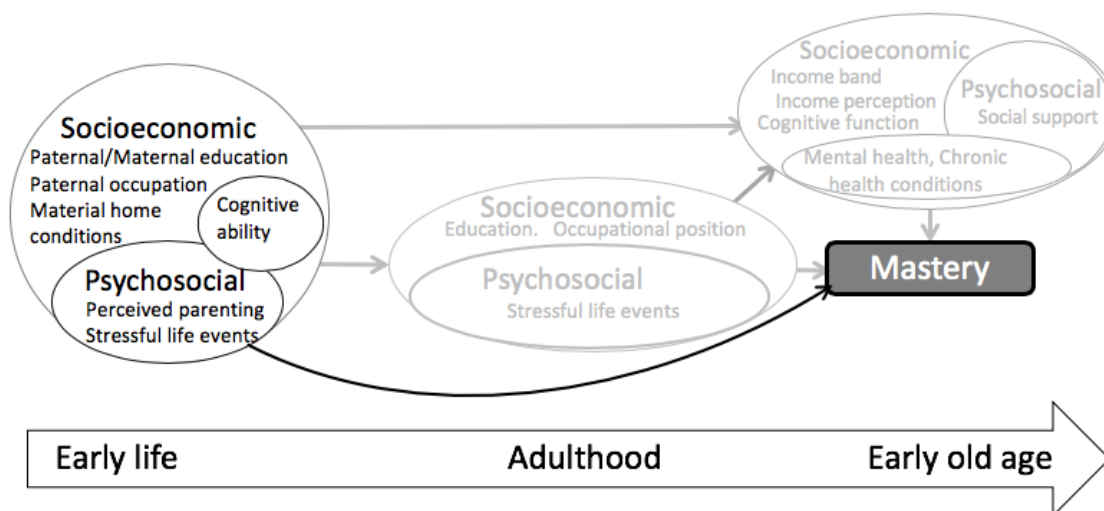 Socioeconomic
Paternal/Maternal education
Paternal occupation
Material home
conditions
Cognitive
ability
Psychosocial
Perceived parenting
Stressful life events
Socioeconomic
Education.   Occupational position
Psychosocial
Stressful life events
Socioeconomic
Income band
Income perception
Cognitive function
Psychosocial
Social support
Mental health, Chronic
health conditions
Mastery
Early life
Adulthood
Early old age